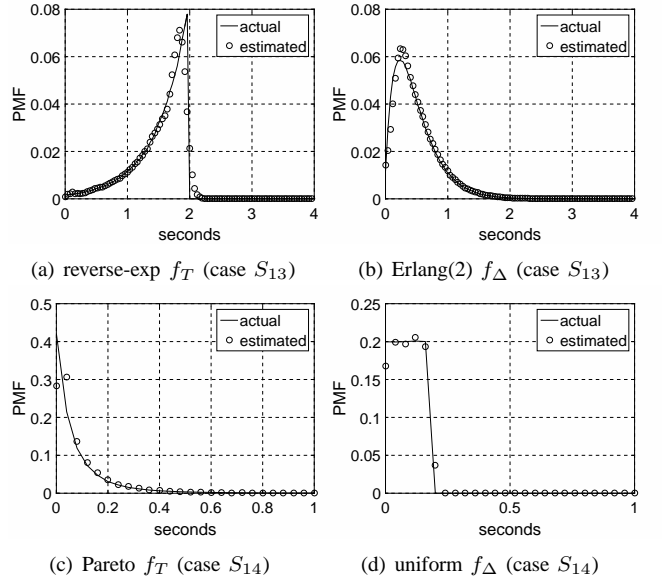 0.08
0.06
0.04
0.02
0
PMF
actual
estimated
0 1 2 3 4
seconds
(a) reverse-exp f_T (case S_13)
0.08
0.06
0.04
0.02
0
PMF
actual
estimated
0 1 2 3 4
seconds
(b) Erlang(2) f_Δ (case S_13)
0.5
0.4
0.3
0.2
0.1
0
PMF
actual
estimated
0 0.2 0.4 0.6 0.8 1
seconds
(c) Pareto f_T (case S_14)
0.25
0.2
0.15
0.1
0.05
0
PMF
actual
estimated
0 0.5 1
seconds
(d) uniform f_Δ (case S_14)